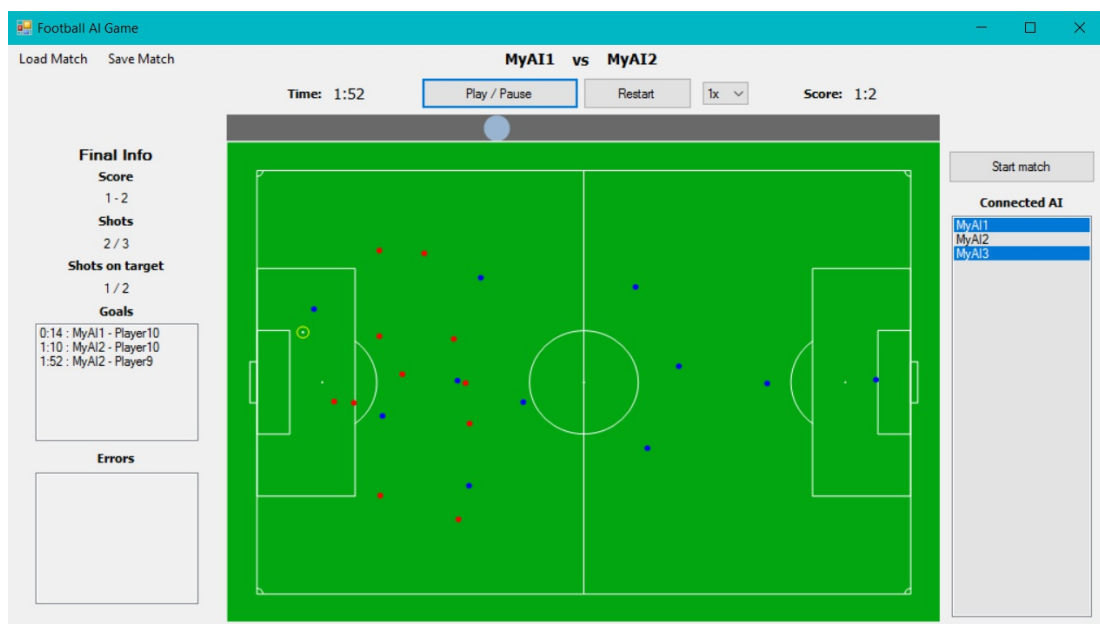 Football AI Game
Load Match Save Match
MyAI1 vs MyAI2
Time: 1:52
Play / Pause
Restart
1x
Score: 1:2
Final Info
Score
1 - 2
Shots
2 / 3
Shots on target
1 / 2
Goals
0:14 : MyAI1 - Player10
1:10 : MyAI2 - Player10
1:52 : MyAI2 - Player9
Errors
Start match
Connected AI
MyAI1
MyAI2
MyAI3